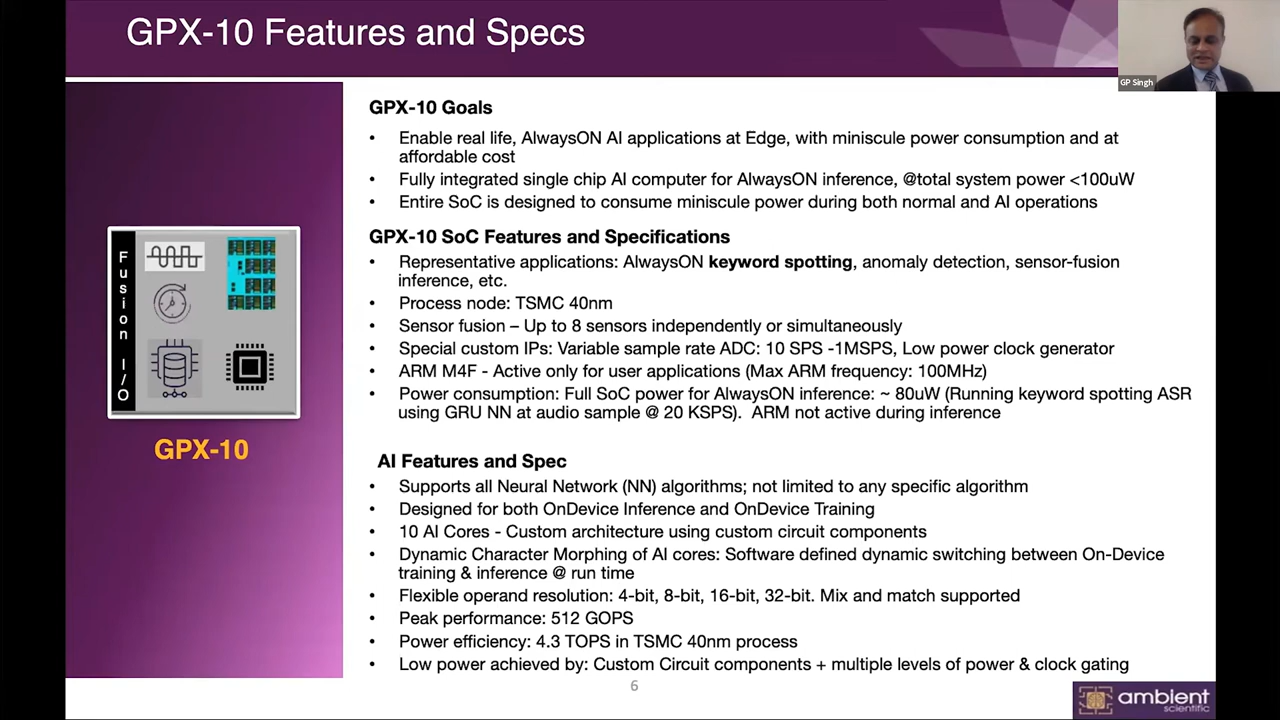 GPX-10 Features and Specs
GP Singh
GPX-10 Goals
• Enable real life, AlwaysON AI applications at Edge, with miniscule power consumption and at
affordable cost
• Fully integrated single chip AI computer for AlwaysON inference, @total system power <100uW
• Entire SoC is designed to consume miniscule power during both normal and AI operations
GPX-10 SoC Features and Specifications
• Representative applications: AlwaysON keyword spotting, anomaly detection, sensor-fusion
inference, etc.
• Process node: TSMC 40nm
• Sensor fusion – Up to 8 sensors independently or simultaneously
• Special custom IPs: Variable sample rate ADC: 10 SPS -1MSPS, Low power clock generator
• ARM M4F - Active only for user applications (Max ARM frequency: 100MHz)
• Power consumption: Full SoC power for AlwaysON inference: ~ 80uW (Running keyword spotting ASR
using GRU NN at audio sample @ 20 KSPS). ARM not active during inference
Fusion I/O
GPX-10
AI Features and Spec
• Supports all Neural Network (NN) algorithms; not limited to any specific algorithm
• Designed for both OnDevice Inference and OnDevice Training
• 10 AI Cores - Custom architecture using custom circuit components
• Dynamic Character Morphing of AI cores: Software defined dynamic switching between On-Device
training & inference @ run time
• Flexible operand resolution: 4-bit, 8-bit, 16-bit, 32-bit. Mix and match supported
• Peak performance: 512 GOPS
• Power efficiency: 4.3 TOPS in TSMC 40nm process
• Low power achieved by: Custom Circuit components + multiple levels of power & clock gating
6
ambient
scientific